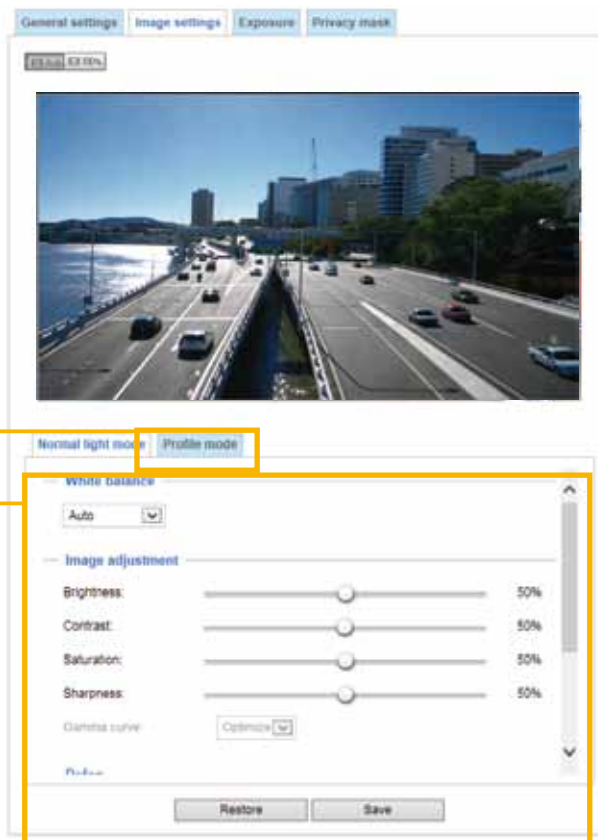 General settings Image settings Exposure Privacy mask
Normal light mode Profile mode
White balance
Auto
Image adjustment
Brightness: 50%
Contrast: 50%
Saturation: 50%
Sharpness: 50%
Gamma curve: Optimize
Restore Save